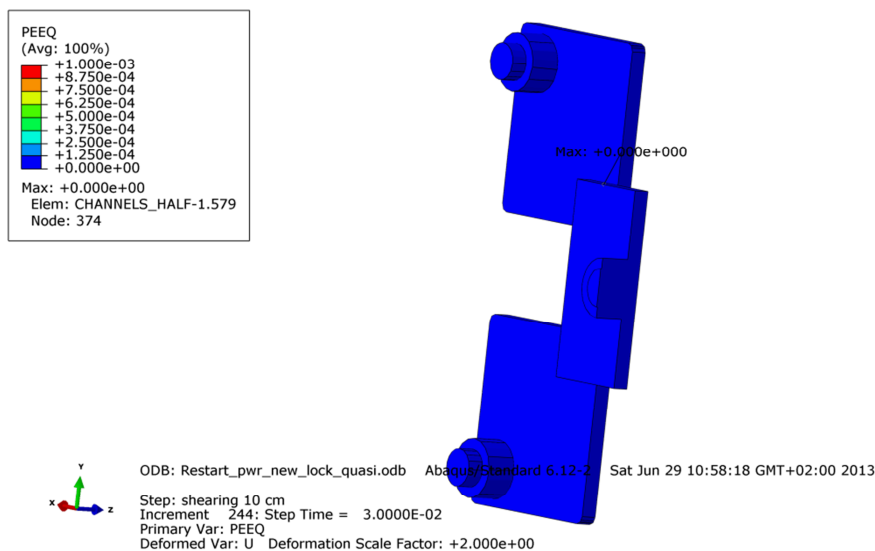 PEEQ
(Avg: 100%)
+1.000e-03
+8.750e-04
+7.500e-04
+6.250e-04
+5.000e-04
+3.750e-04
+2.500e-04
+1.250e-04
+0.000e+00
Max: +0.000e+00
Elem: CHANNELS_HALF-1.579
Node: 374
Max: +0.000e+000
Y
X
Z
ODB: Restart_pwr_new_lock_quasi.odb Abaqus/Standard 6.12-2 Sat Jun 29 10:58:18 GMT+02:00 2013
Step: shearing 10 cm
Increment 244: Step Time = 3.0000E-02
Primary Var: PEEQ
Deformed Var: U Deformation Scale Factor: +2.000e+00